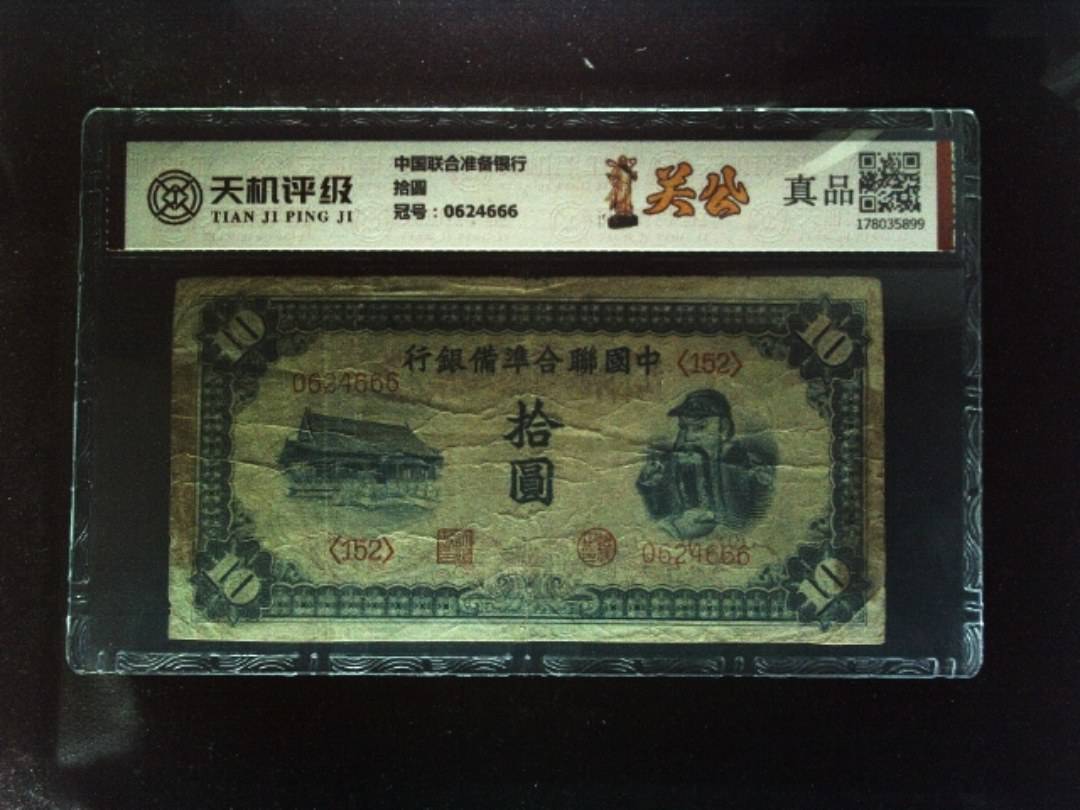 天机评级
TIAN JI PING JI
中国联合准备银行
拾圆
冠号：0624666
关公
真品
178035899
10
10
行銀備準合聯國中
〈152〉
0624666
拾
圓
〈152〉
0624666
10
10